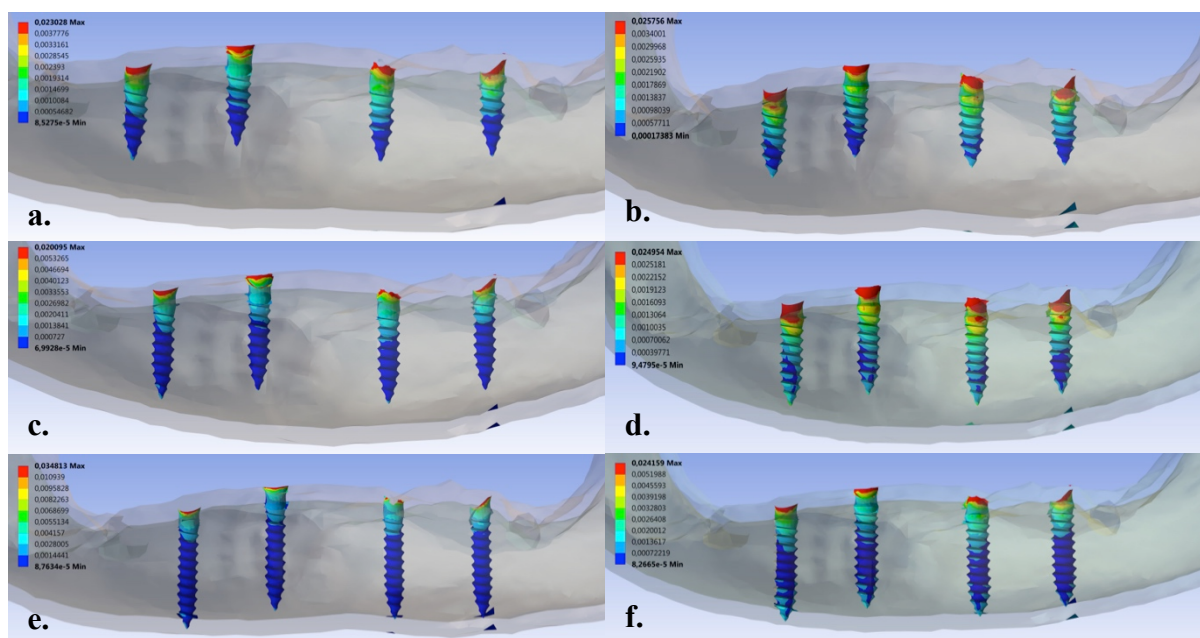 0,023028 Max
0,0037776
0,0033161
0,0028545
0,002393
0,0019314
0,0014699
0,0010084
0,00054682
8,5275e-5 Min
a.
0,025756 Max
0,0034001
0,0029968
0,0025935
0,0021902
0,0017869
0,0013837
0,00098039
0,00057711
0,00017383 Min
b.
0,020095 Max
0,0053265
0,0046694
0,0040123
0,0033553
0,0026982
0,0020411
0,0013841
0,000727
6,9928e-5 Min
c.
0,024954 Max
0,0025181
0,0022152
0,0019123
0,0016093
0,0013064
0,0010035
0,00070062
0,00039771
9,4795e-5 Min
d.
0,034813 Max
0,010939
0,0095828
0,0082263
0,0068699
0,0055134
0,004157
0,0028005
0,0014441
8,7634e-5 Min
e.
0,024159 Max
0,0051988
0,0045593
0,0039198
0,0032803
0,0026408
0,0020012
0,0013617
0,00072219
8,2665e-5 Min
f.